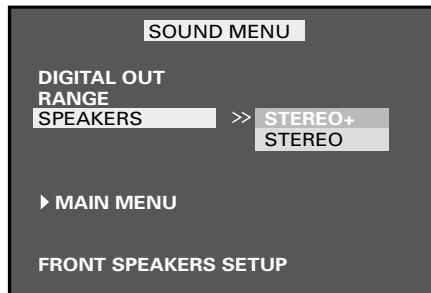 SOUND MENU
DIGITAL OUT
RANGE
SPEAKERS >> STEREO+
STEREO
MAIN MENU
FRONT SPEAKERS SETUP